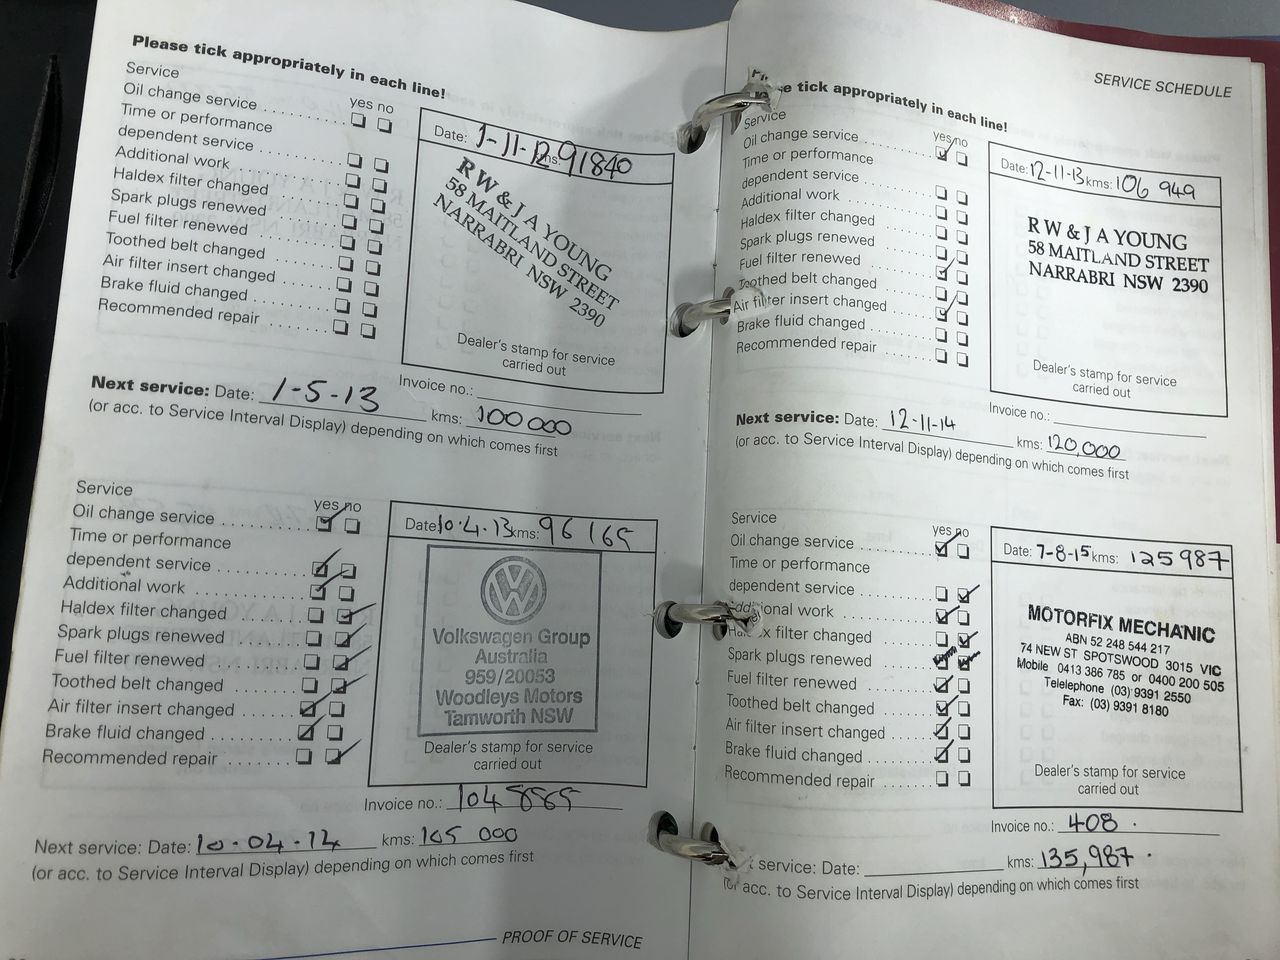 Please tick appropriately in each line!
Service
yes no
Oil change service
Time or performance
dependent service
Additional work
Haldex filter changed
Spark plugs renewed
Fuel filter renewed
Toothed belt changed
Air filter insert changed
Brake fluid changed
Recommended repair
Date: 1-11-12 kms: 91840
R W & J A YOUNG
58 MAITLAND STREET
NARRABRI NSW 2390
Dealer's stamp for service
carried out
Invoice no.:
Next service: Date: 1-5-13 kms: 100000
(or acc. to Service Interval Display) depending on which comes first
Service
yes no
Oil change service
Time or performance
dependent service
Additional work
Haldex filter changed
Spark plugs renewed
Fuel filter renewed
Toothed belt changed
Air filter insert changed
Brake fluid changed
Recommended repair
Date: 10.4.13 kms: 96 165
Volkswagen Group
Australia
959/20053
Woodleys Motors
Tamworth NSW
Dealer's stamp for service
carried out
Invoice no.:
Next service: Date: 10-04-14 kms: 105 000
(or acc. to Service Interval Display) depending on which comes first
PROOF OF SERVICE
SERVICE SCHEDULE
tick appropriately in each line!
Service
yes no
Oil change service
Time or performance
dependent service
Additional work
Haldex filter changed
Spark plugs renewed
Fuel filter renewed
Toothed belt changed
Air filter insert changed
Brake fluid changed
Recommended repair
Date: 12-11-13 kms: 106 949
R W & J A YOUNG
58 MAITLAND STREET
NARRABRI NSW 2390
Dealer's stamp for service
carried out
Invoice no.:
Next service: Date: 12-11-14 kms: 120,000
(or acc. to Service Interval Display) depending on which comes first
Service
yes no
Oil change service
Time or performance
dependent service
Additional work
Haldex filter changed
Spark plugs renewed
Fuel filter renewed
Toothed belt changed
Air filter insert changed
Brake fluid changed
Recommended repair
Date: 7-8-15 kms: 125987
MOTORFIX MECHANIC
ABN 52 248 544 217
74 NEW ST SPOTSWOOD 3015 VIC
Mobile 0413 386 785 or 0400 200 505
Telelephone (03) 9391 2550
Fax: (03) 9391 8180
Dealer's stamp for service
carried out
Invoice no.: 408.
service: Date: kms: 135,987.
(or acc. to Service Interval Display) depending on which comes first